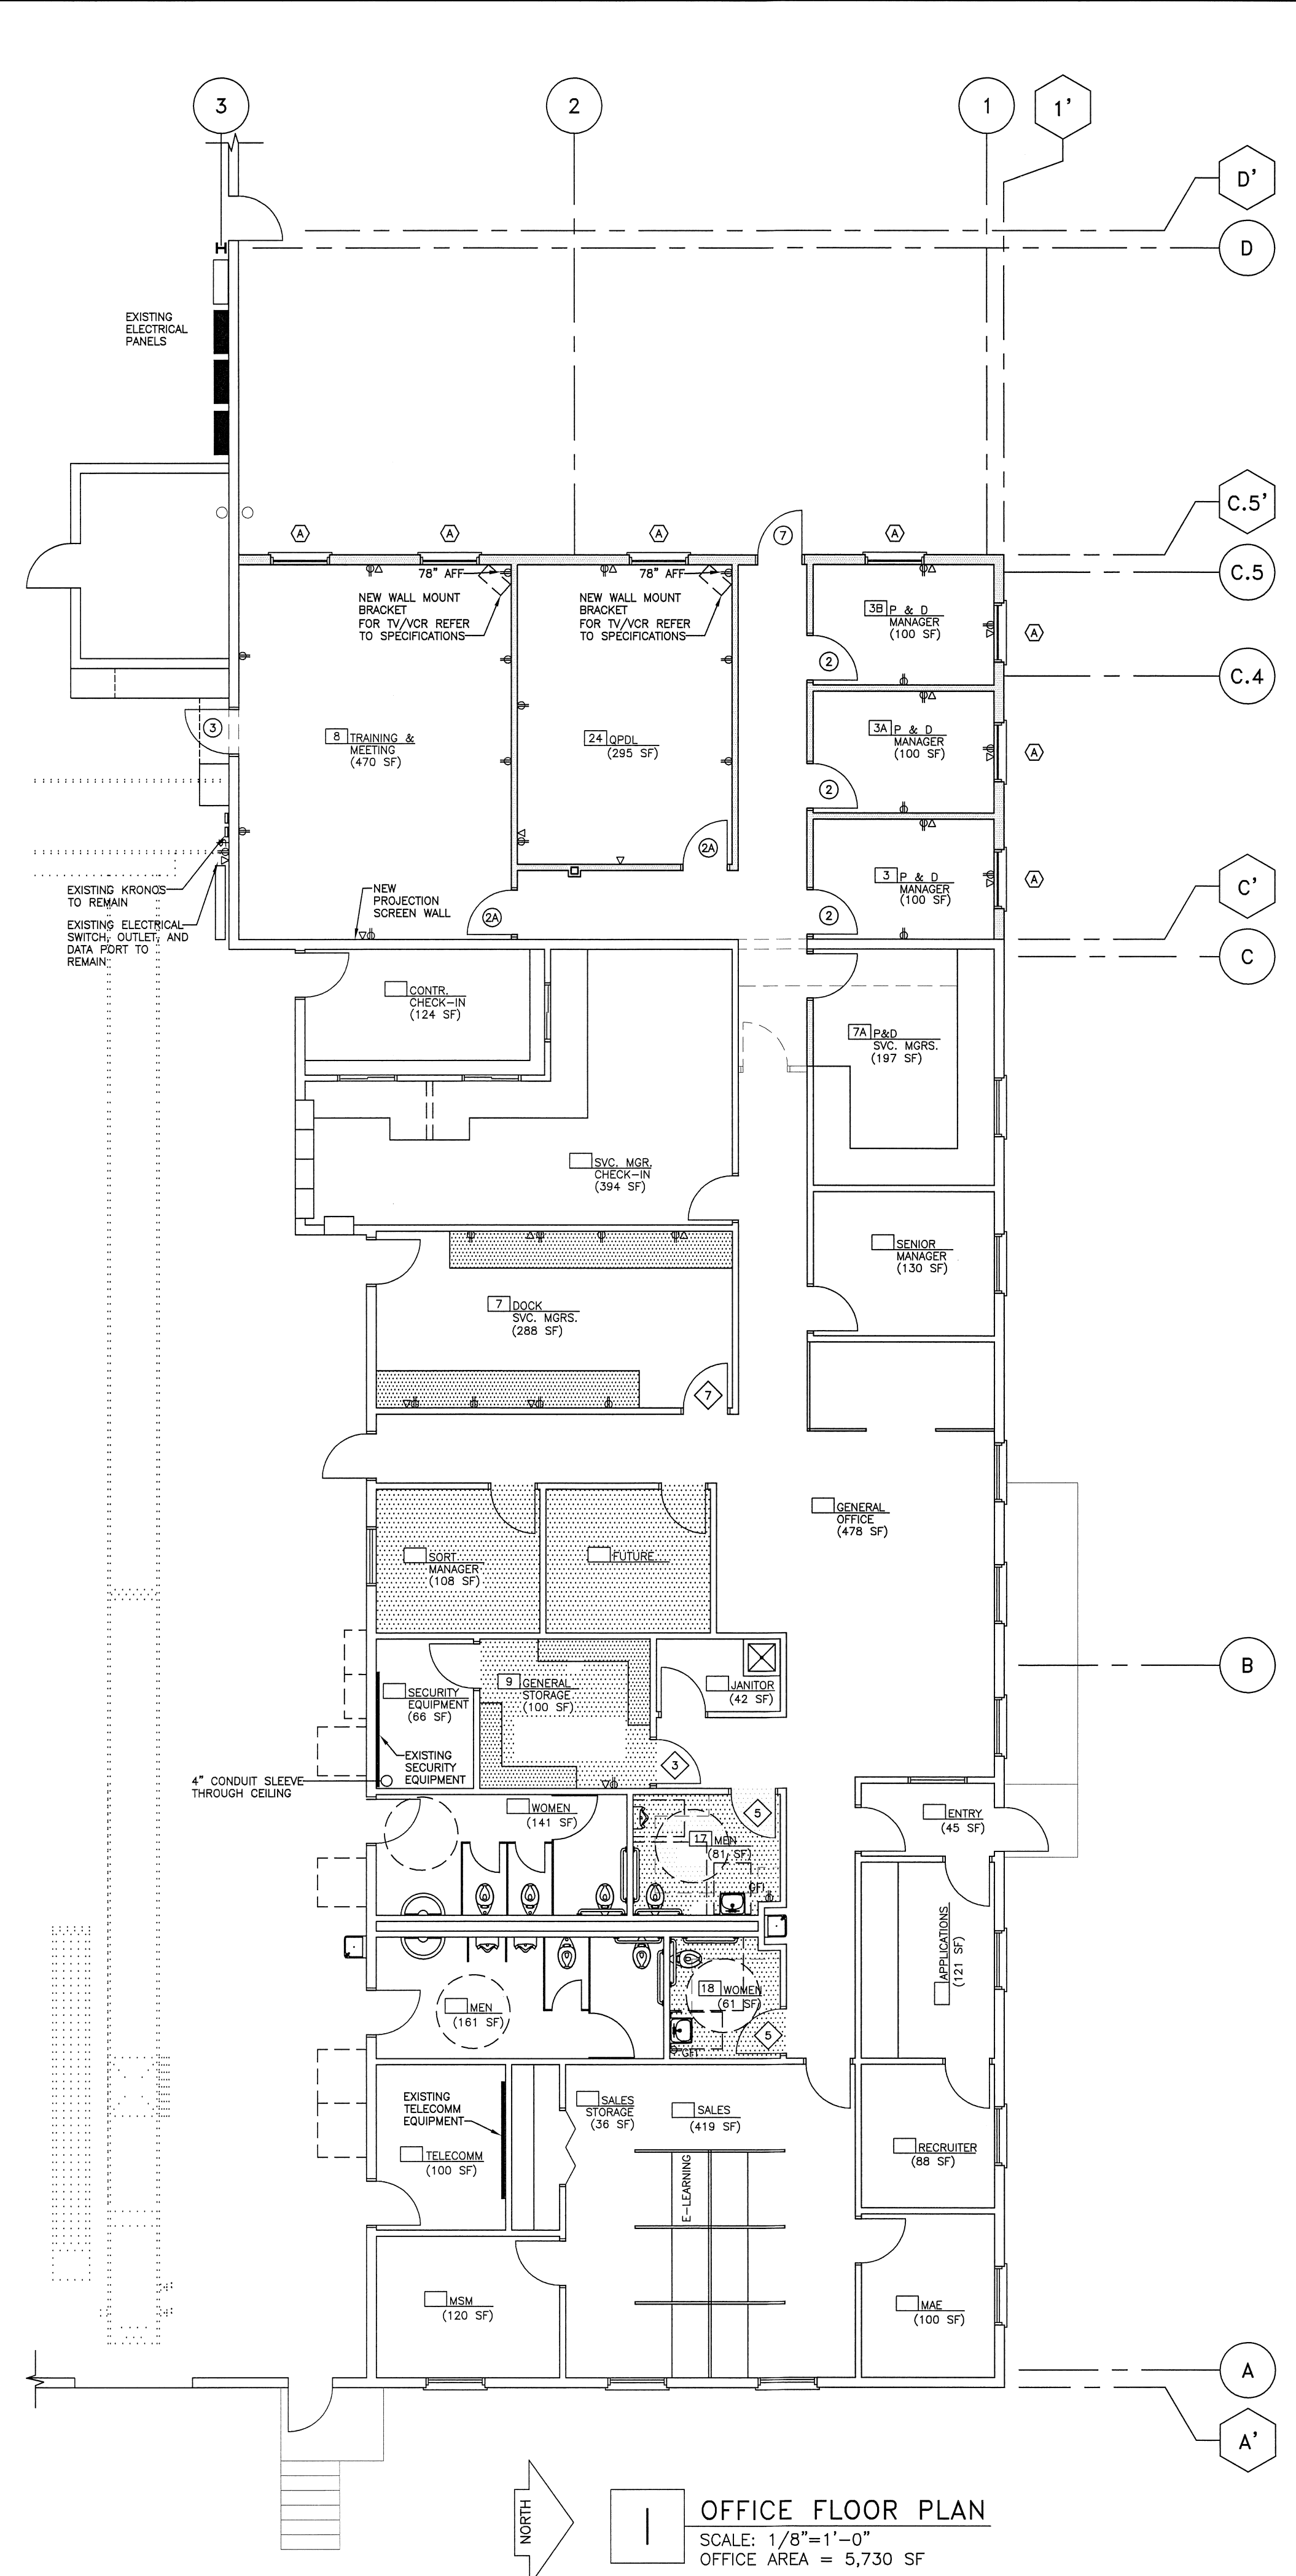 3
2
1
1'
D'
D
EXISTING
ELECTRICAL
PANELS
C.5'
A
A
A
7
A
C.5
78" AFF
78" AFF
NEW WALL MOUNT
BRACKET
FOR TV/VCR REFER
TO SPECIFICATIONS
NEW WALL MOUNT
BRACKET
FOR TV/VCR REFER
TO SPECIFICATIONS
3B P & D
MANAGER
(100 SF)
A
2
C.4
3
8 TRAINING &
MEETING
(470 SF)
24 QPDL
(295 SF)
3A P & D
MANAGER
(100 SF)
A
2
2A
EXISTING KRONOS
TO REMAIN
EXISTING ELECTRICAL
SWITCH, OUTLET, AND
DATA PORT TO
REMAIN
NEW
PROJECTION
SCREEN WALL
2A
3 P & D
MANAGER
(100 SF)
A
2
C'
C
CONTR.
CHECK-IN
(124 SF)
7A P&D
SVC. MGRS.
(197 SF)
SVC. MGR.
CHECK-IN
(394 SF)
SENIOR
MANAGER
(130 SF)
7 DOCK
SVC. MGRS.
(288 SF)
7
GENERAL
OFFICE
(478 SF)
SORT
MANAGER
(108 SF)
FUTURE
B
SECURITY
EQUIPMENT
(66 SF)
9 GENERAL
STORAGE
(100 SF)
JANITOR
(42 SF)
EXISTING
SECURITY
EQUIPMENT
3
4" CONDUIT SLEEVE
THROUGH CEILING
WOMEN
(141 SF)
5
17 MEN
(81 SF)
GFI
ENTRY
(45 SF)
APPLICATIONS
(121 SF)
MEN
(161 SF)
18 WOMEN
(61 SF)
5
GFI
EXISTING
TELECOMM
EQUIPMENT
TELECOMM
(100 SF)
SALES
STORAGE
(36 SF)
SALES
(419 SF)
E-LEARNING
RECRUITER
(88 SF)
MSM
(120 SF)
MAE
(100 SF)
A
A'
NORTH
1
OFFICE FLOOR PLAN
SCALE: 1/8"=1'-0"
OFFICE AREA = 5,730 SF